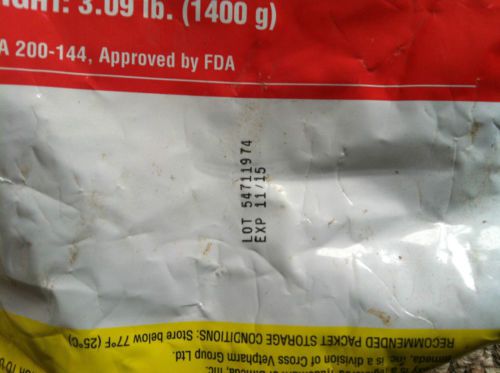 IGHT: 3.09 lb. (1400 g)
A 200-144, Approved by FDA
LOT 54711974
EXP 11/15
RECOMMENDED PACKET STORAGE CONDITIONS: Store below 77°F (25°C)
is a division of Cross Vetpharm Group Ltd.